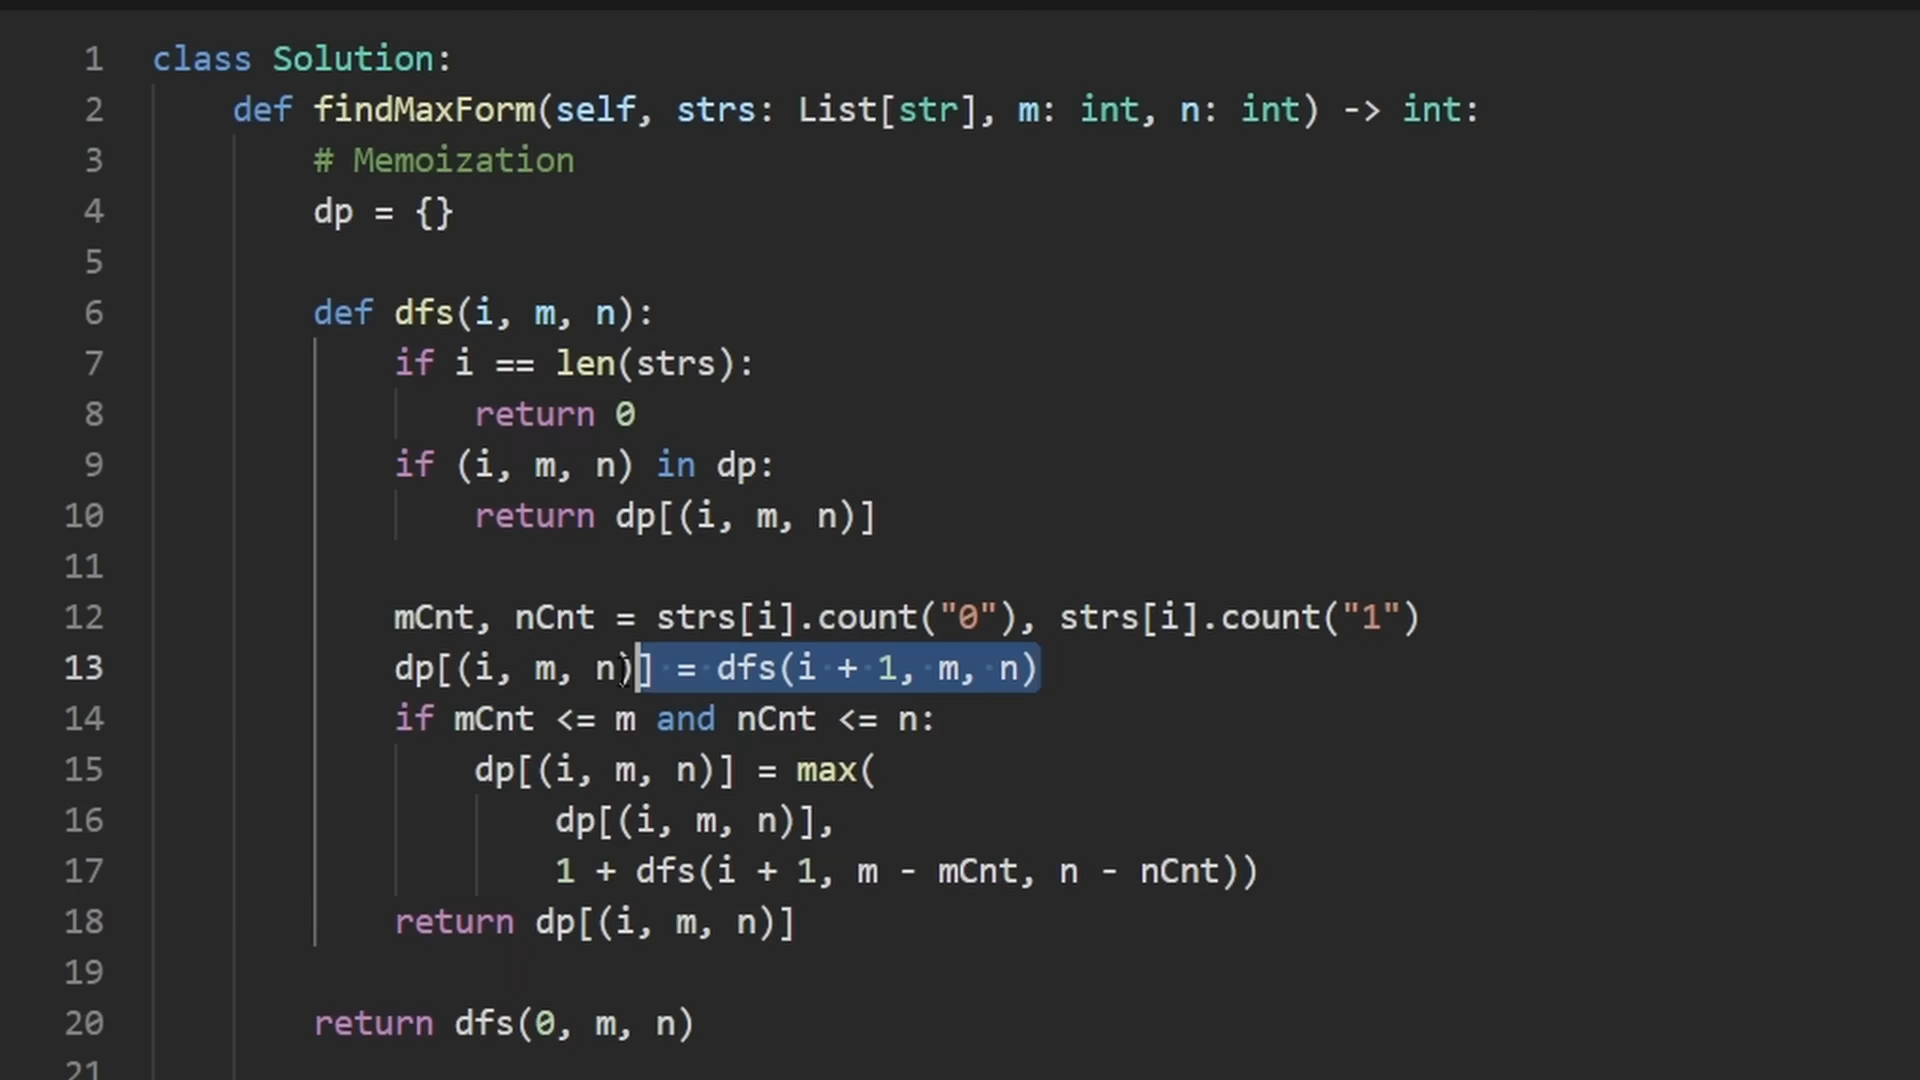 1 class Solution:
2 def findMaxForm(self, strs: List[str], m: int, n: int) -> int:
3 # Memoization
4 dp = {}
5
6 def dfs(i, m, n):
7 if i == len(strs):
8 return 0
9 if (i, m, n) in dp:
10 return dp[(i, m, n)]
11
12 mCnt, nCnt = strs[i].count("0"), strs[i].count("1")
13 dp[(i, m, n)] = dfs(i + 1, m, n)
14 if mCnt <= m and nCnt <= n:
15 dp[(i, m, n)] = max(
16 dp[(i, m, n)],
17 1 + dfs(i + 1, m - mCnt, n - nCnt))
18 return dp[(i, m, n)]
19
20 return dfs(0, m, n)
21